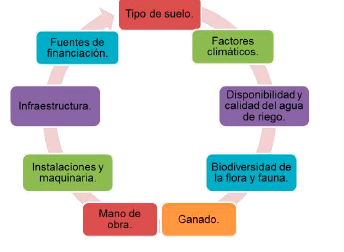 Tipo de suelo.
Factores
climáticos.
Disponibilidad y
calidad del agua
de riego.
Biodiversidad de
la flora y fauna.
Ganado.
Mano de
obra.
Instalaciones y
maquinaria.
Infraestructura.
Fuentes de
financiación.